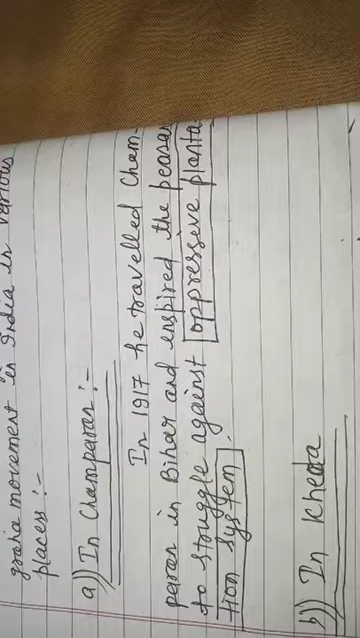 graha movement in India in various
places :-
a)) In Champaran :-
In 1917 he travelled Cham-
paran in Bihar and inspired the peasa
to struggle against oppressive planta
tion system.
b)) In Kheda